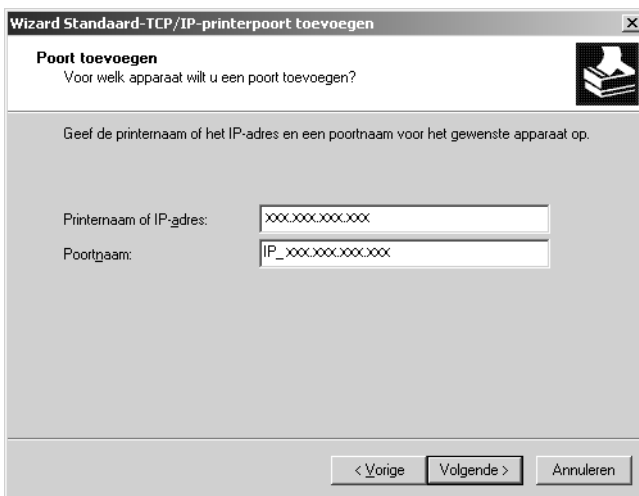 Wizard Standaard-TCP/IP-printerpoort toevoegen
Poort toevoegen
Voor welk apparaat wilt u een poort toevoegen?
Geef de printernaam of het IP-adres en een poortnaam voor het gewenste apparaat op.
Printernaam of IP-adres: xxx.xxx.xxx.xxx
Poortnaam: IP_xxx.xxx.xxx.xxx
< Vorige Volgende > Annuleren